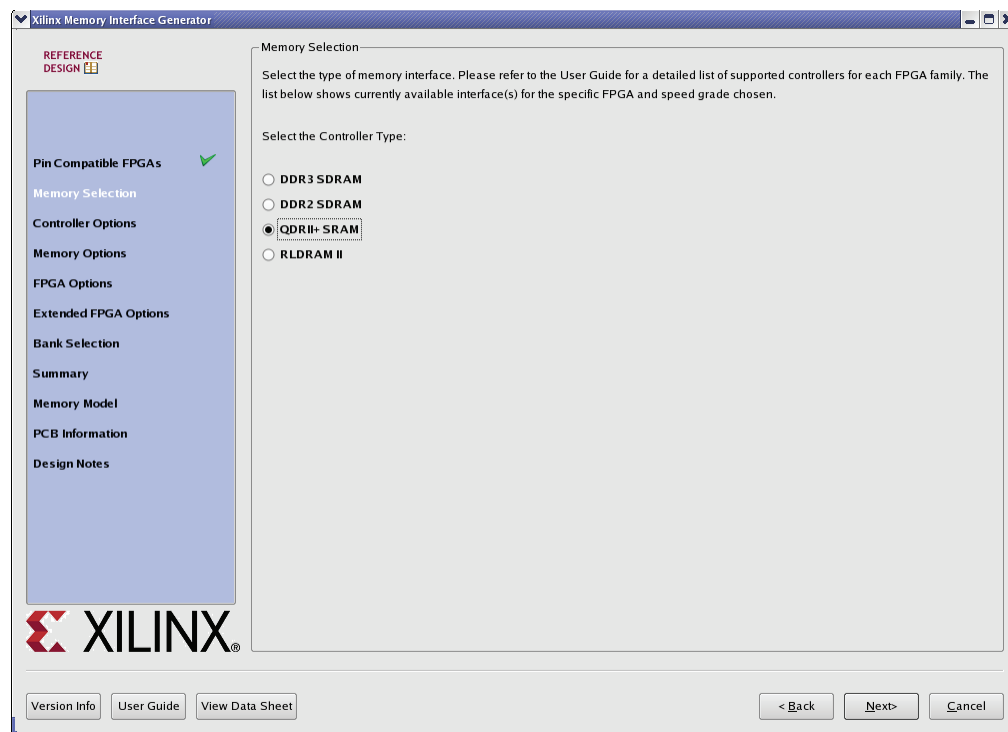 Xilinx Memory Interface Generator
REFERENCE
DESIGN
Pin Compatible FPGAs
Memory Selection
Controller Options
Memory Options
FPGA Options
Extended FPGA Options
Bank Selection
Summary
Memory Model
PCB Information
Design Notes
XILINX®
Memory Selection
Select the type of memory interface. Please refer to the User Guide for a detailed list of supported controllers for each FPGA family. The
list below shows currently available interface(s) for the specific FPGA and speed grade chosen.
Select the Controller Type:
DDR3 SDRAM
DDR2 SDRAM
QDRII+ SRAM
RLDRAM II
Version Info
User Guide
View Data Sheet
< Back
Next>
Cancel